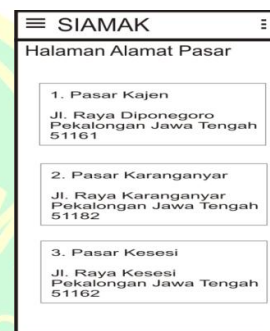 SIAMAK
Halaman Alamat Pasar
1. Pasar Kajen
Jl. Raya Diponegoro
Pekalongan Jawa Tengah
51161
2. Pasar Karanganyar
Jl. Raya Karanganyar
Pekalongan Jawa Tengah
51182
3. Pasar Kesesi
Jl. Raya Kesesi
Pekalongan Jawa Tengah
51162